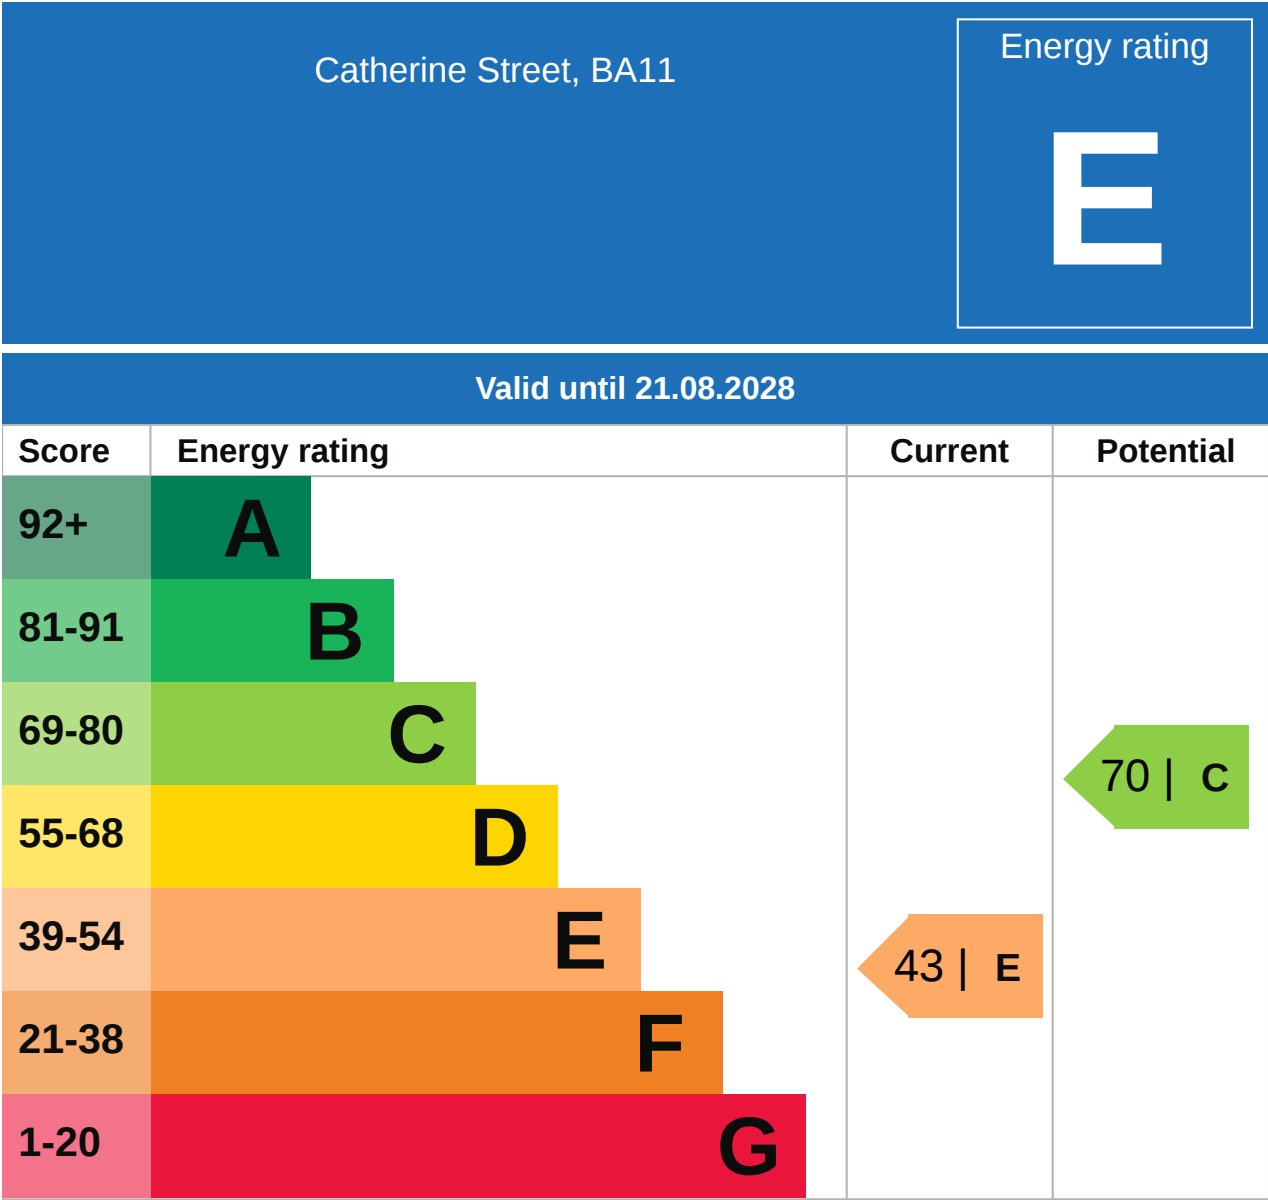 Catherine Street, BA11
Energy rating
E
Valid until 21.08.2028
Score Energy rating Current Potential
92+ A
81-91 B
69-80 C
70 | C
55-68 D
39-54 E
43 | E
21-38 F
1-20 G